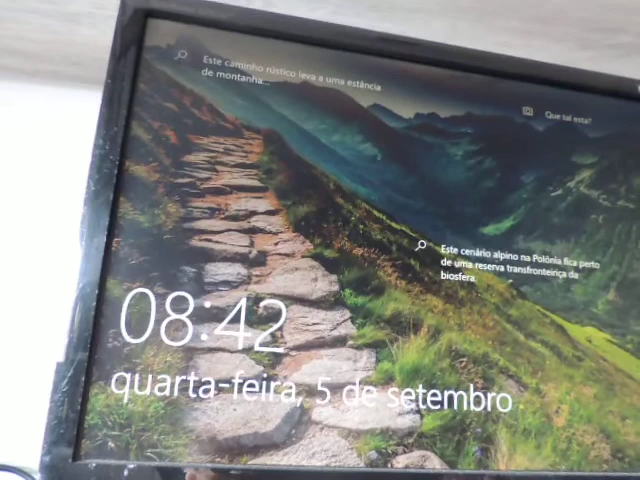 Este caminho rústico leva a uma estância
de montanha...
Que tal esta?
Este cenário alpino na Polônia fica perto
de uma reserva transfronteiriça da
biosfera.
08:42
quarta-feira, 5 de setembro